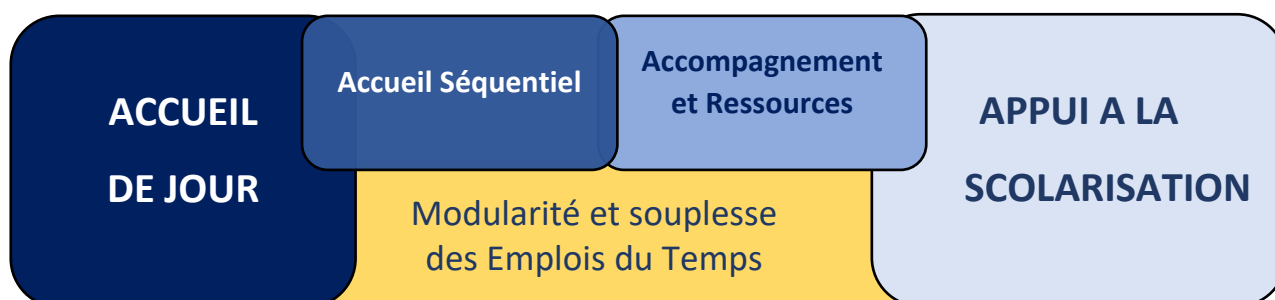 ACCUEIL
DE JOUR
Accueil Séquentiel
Accompagnement
et Ressources
APPUI A LA
SCOLARISATION
Modularité et souplesse
des Emplois du Temps